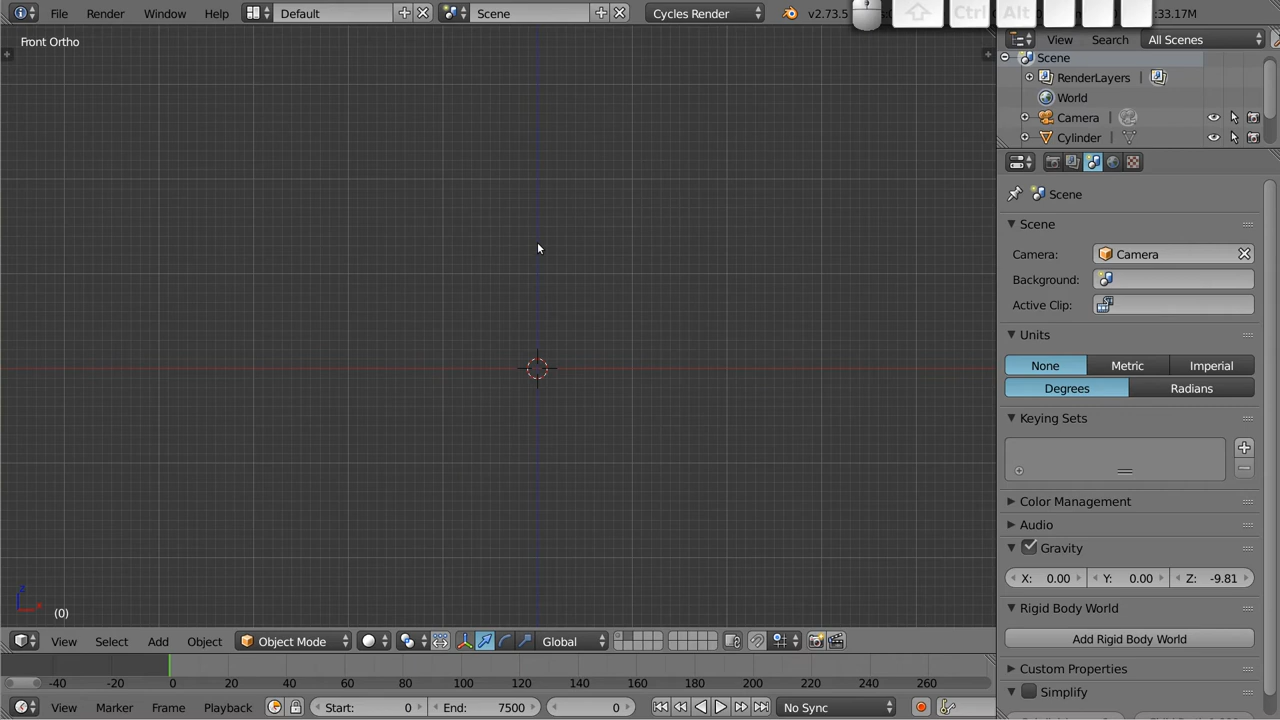 File Render Window Help Default Scene Cycles Render v2.73.5 Ctrl Alt :33.17M
Front Ortho
View Search All Scenes
Scene
RenderLayers
World
Camera
Cylinder
Scene
Scene
Camera: Camera
Background:
Active Clip:
Units
None Metric Imperial
Degrees Radians
Keying Sets
Color Management
Audio
Gravity
X: 0.00 Y: 0.00 Z: -9.81
Rigid Body World
Add Rigid Body World
Custom Properties
Simplify
z
x
(0)
View Select Add Object Object Mode Global
-40 -20 0 20 40 60 80 100 120 140 160 180 200 220 240 260
View Marker Frame Playback Start: 0 End: 7500 0 No Sync